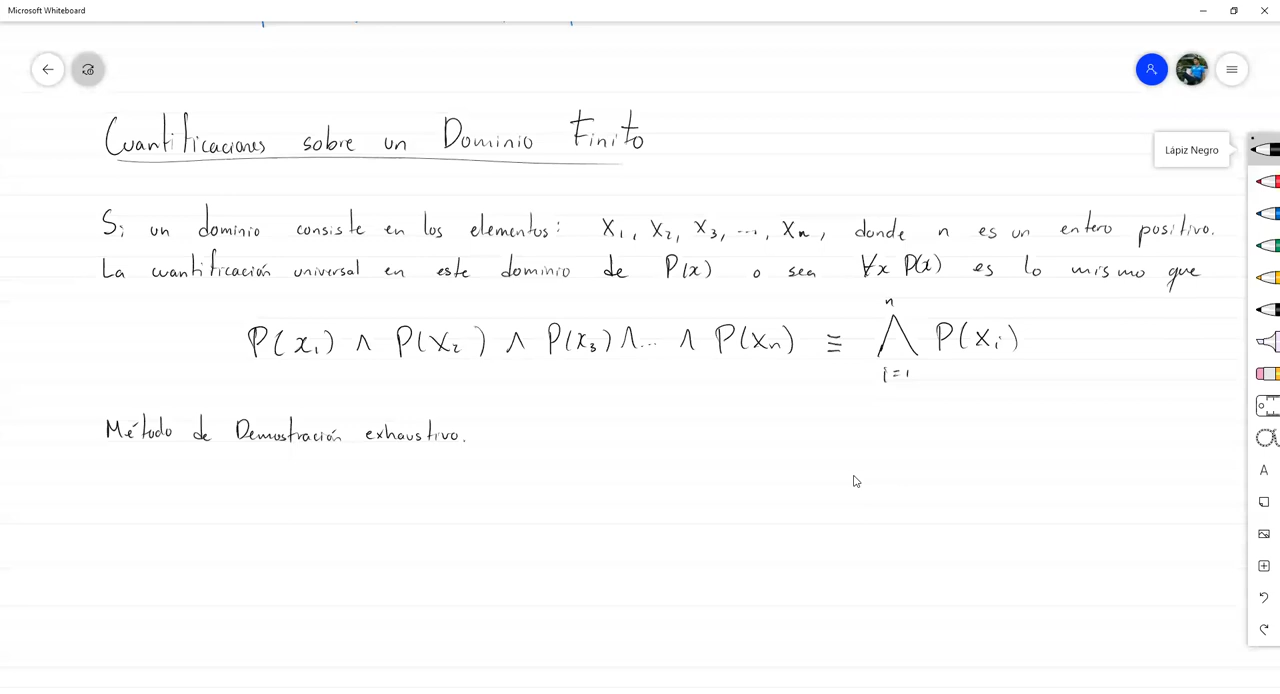 Microsoft Whiteboard
Cuantificaciones sobre un Dominio Finito
Lápiz Negro
Si un dominio consiste en los elementos: x₁, x₂, x₃, ..., xₙ, donde n es un entero positivo.
La cuantificación universal en este dominio de P(x) o sea ∀x P(x) es lo mismo que
P(x₁) ∧ P(x₂) ∧ P(x₃) ∧ ... ∧ P(xₙ) ≡ ⋀ⁿᵢ₌₁ P(xᵢ)
Método de Demostración exhaustivo.